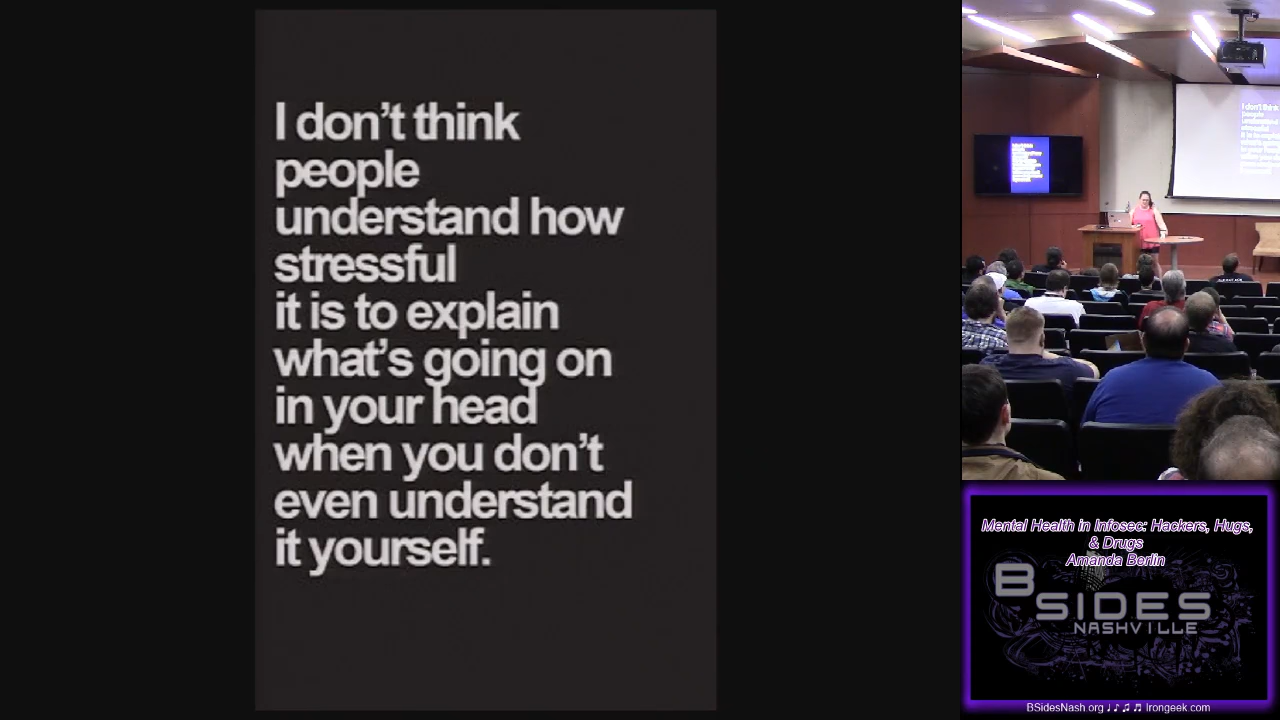 I don't think
people
understand how
stressful
it is to explain
what's going on
in your head
when you don't
even understand
it yourself.
Mental Health in Infosec: Hackers, Hugs,
& Drugs
Amanda Berlin
BSIDES
NASHVILLE
BSidesNash.org ♩♪♫♬ Irongeek.com